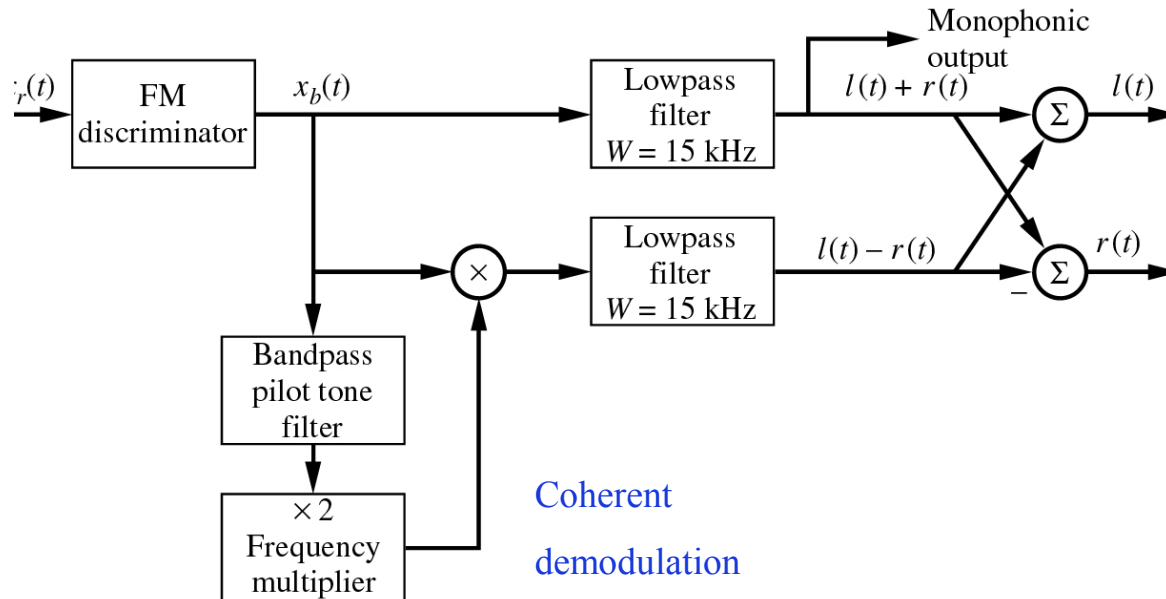 Monophonic
output
r(t)
FM
discriminator
x_b(t)
Lowpass
filter
W = 15 kHz
l(t) + r(t)
Σ
l(t)
×
Lowpass
filter
W = 15 kHz
l(t) − r(t)
Σ
−
r(t)
Bandpass
pilot tone
filter
× 2
Frequency
multiplier
Coherent
demodulation